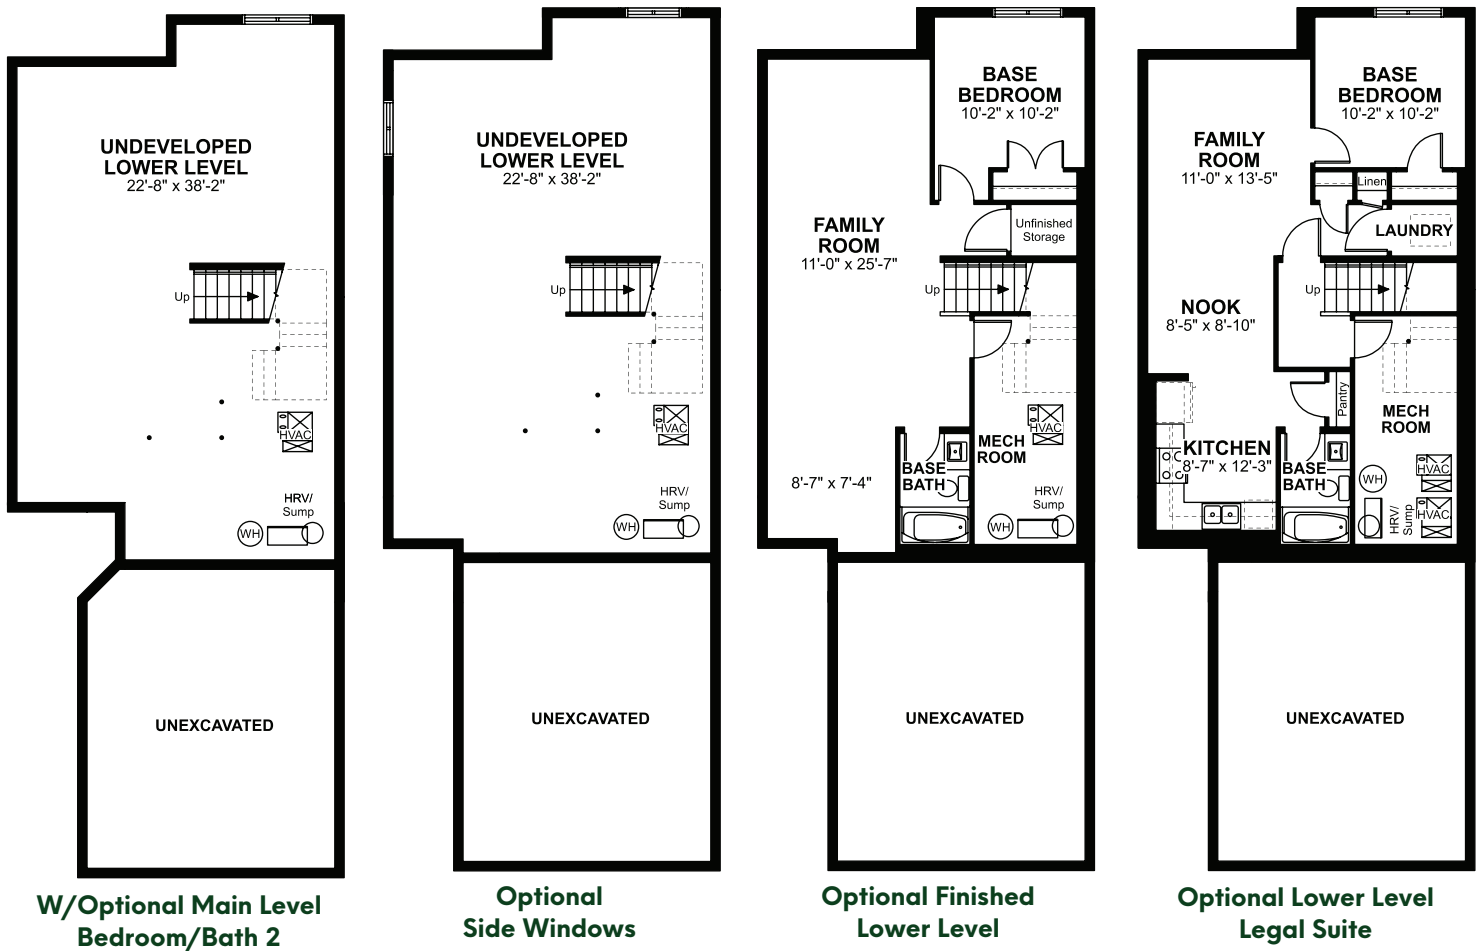 UNDEVELOPED
LOWER LEVEL
22'-8" x 38'-2"
Up
HVAC
HRV/
Sump
WH
UNEXCAVATED
W/Optional Main Level
Bedroom/Bath 2
UNDEVELOPED
LOWER LEVEL
22'-8" x 38'-2"
Up
HVAC
HRV/
Sump
WH
UNEXCAVATED
Optional
Side Windows
BASE
BEDROOM
10'-2" x 10'-2"
Unfinished
Storage
FAMILY
ROOM
11'-0" x 25'-7"
Up
HVAC
MECH
ROOM
BASE
BATH
8'-7" x 7'-4"
HRV/
Sump
WH
UNEXCAVATED
Optional Finished
Lower Level
BASE
BEDROOM
10'-2" x 10'-2"
FAMILY
ROOM
11'-0" x 13'-5"
Linen
LAUNDRY
Up
NOOK
8'-5" x 8'-10"
Pantry
MECH
ROOM
KITCHEN
8'-7" x 12'-3"
BASE
BATH
HVAC
WH
HVAC
HRV/
Sump
UNEXCAVATED
Optional Lower Level
Legal Suite